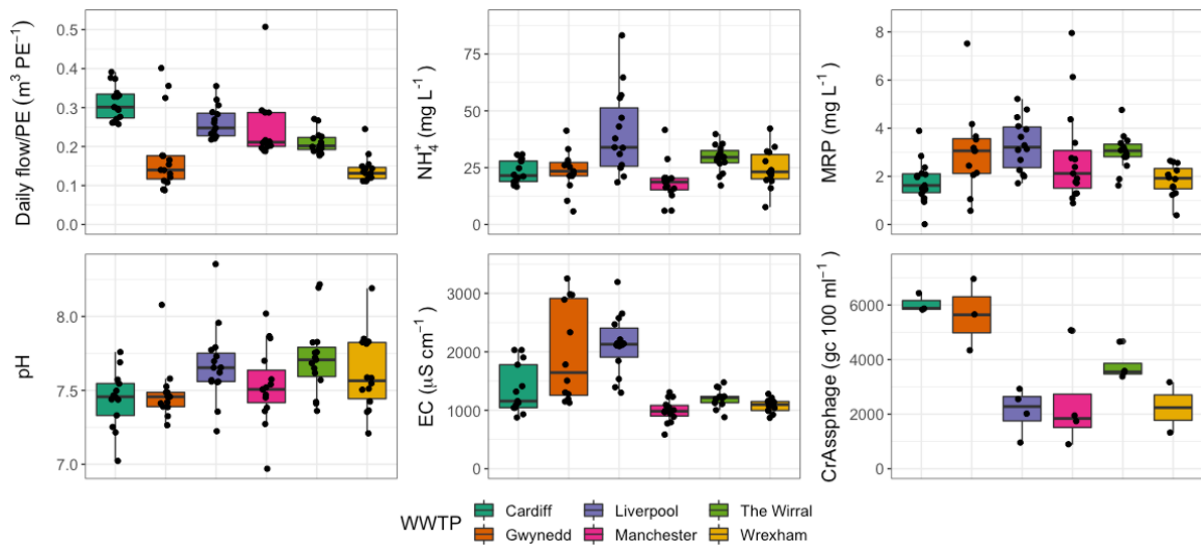 Daily flow/PE (m³ PE⁻¹)
0.5
0.4
0.3
0.2
0.1
0.0
NH₄⁺ (mg L⁻¹)
75
50
25
0
MRP (mg L⁻¹)
8
6
4
2
0
pH
8.0
7.5
7.0
EC (μS cm⁻¹)
3000
2000
1000
0
CrAssphage (gc 100 ml⁻¹)
6000
4000
2000
0
WWTP
Cardiff Liverpool The Wirral
Gwynedd Manchester Wrexham